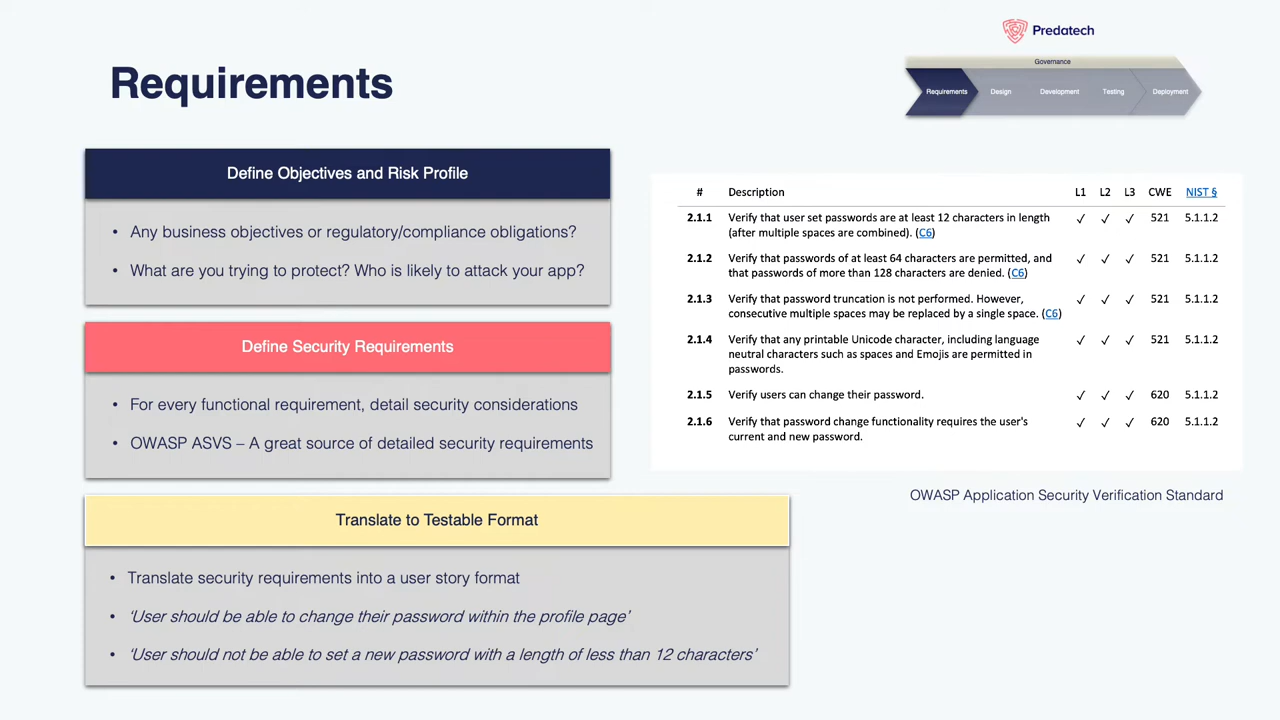 Predatech
Requirements
Governance
Requirements
Design
Development
Testing
Deployment
Define Objectives and Risk Profile
• Any business objectives or regulatory/compliance obligations?
• What are you trying to protect? Who is likely to attack your app?
Define Security Requirements
• For every functional requirement, detail security considerations
• OWASP ASVS – A great source of detailed security requirements
Translate to Testable Format
• Translate security requirements into a user story format
• ‘User should be able to change their password within the profile page’
• ‘User should not be able to set a new password with a length of less than 12 characters’
# Description L1 L2 L3 CWE NIST §
2.1.1 Verify that user set passwords are at least 12 characters in length ✓ ✓ ✓ 521 5.1.1.2
(after multiple spaces are combined). (C6)
2.1.2 Verify that passwords of at least 64 characters are permitted, and ✓ ✓ ✓ 521 5.1.1.2
that passwords of more than 128 characters are denied. (C6)
2.1.3 Verify that password truncation is not performed. However, ✓ ✓ ✓ 521 5.1.1.2
consecutive multiple spaces may be replaced by a single space. (C6)
2.1.4 Verify that any printable Unicode character, including language ✓ ✓ ✓ 521 5.1.1.2
neutral characters such as spaces and Emojis are permitted in
passwords.
2.1.5 Verify users can change their password. ✓ ✓ ✓ 620 5.1.1.2
2.1.6 Verify that password change functionality requires the user's ✓ ✓ ✓ 620 5.1.1.2
current and new password.
OWASP Application Security Verification Standard